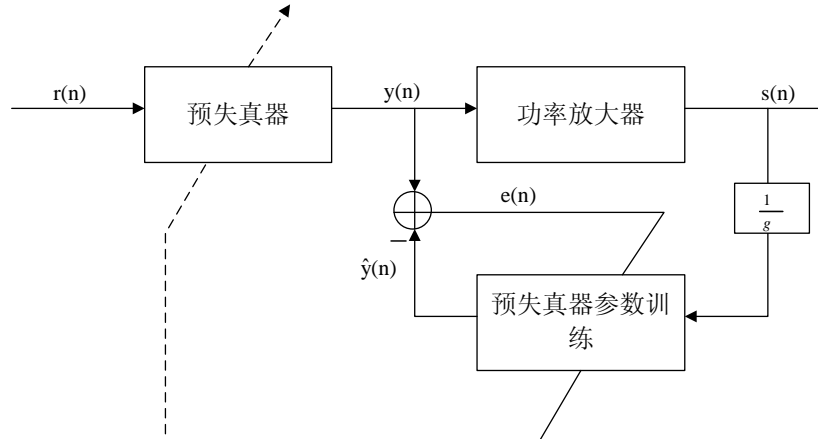 r(n)
预失真器
y(n)
功率放大器
s(n)
e(n)
1
g
−
ŷ(n)
预失真器参数训
练